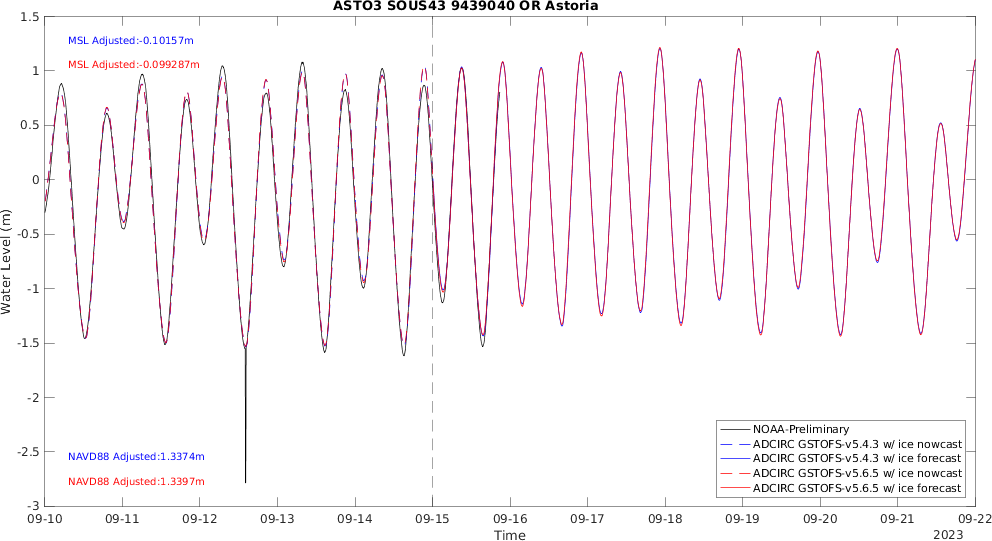 ASTO3 SOUS43 9439040 OR Astoria
1.5
1
0.5
0
-0.5
-1
-1.5
-2
-2.5
-3
Water Level (m)
MSL Adjusted:-0.10157m
MSL Adjusted:-0.099287m
NAVD88 Adjusted:1.3374m
NAVD88 Adjusted:1.3397m
NOAA-Preliminary
ADCIRC GSTOFS-v5.4.3 w/ ice nowcast
ADCIRC GSTOFS-v5.4.3 w/ ice forecast
ADCIRC GSTOFS-v5.6.5 w/ ice nowcast
ADCIRC GSTOFS-v5.6.5 w/ ice forecast
09-10 09-11 09-12 09-13 09-14 09-15 09-16 09-17 09-18 09-19 09-20 09-21 09-22
Time
2023